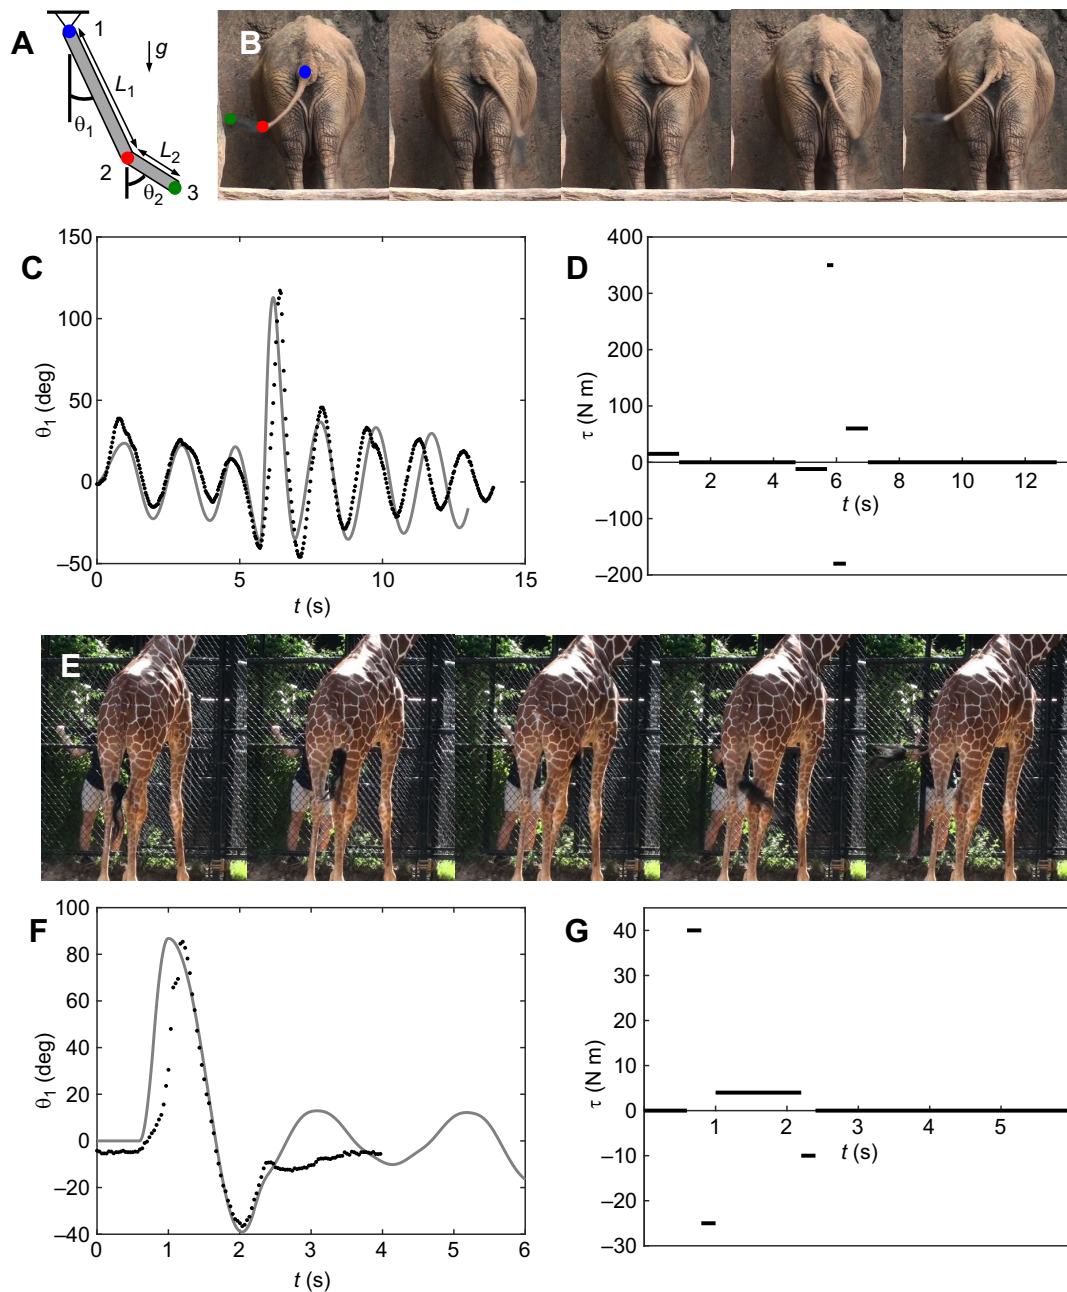 A
1
g
L1
θ1
L2
2
θ2
3
B
C
150
100
50
0
–50
θ1 (deg)
0
5
10
15
t (s)
D
400
300
200
100
0
–100
–200
τ (N m)
2
4
6
8
10
12
t (s)
E
F
100
80
60
40
20
0
–20
–40
θ1 (deg)
0
1
2
3
4
5
6
t (s)
G
40
30
20
10
0
–10
–20
–30
τ (N m)
1
2
3
4
5
t (s)